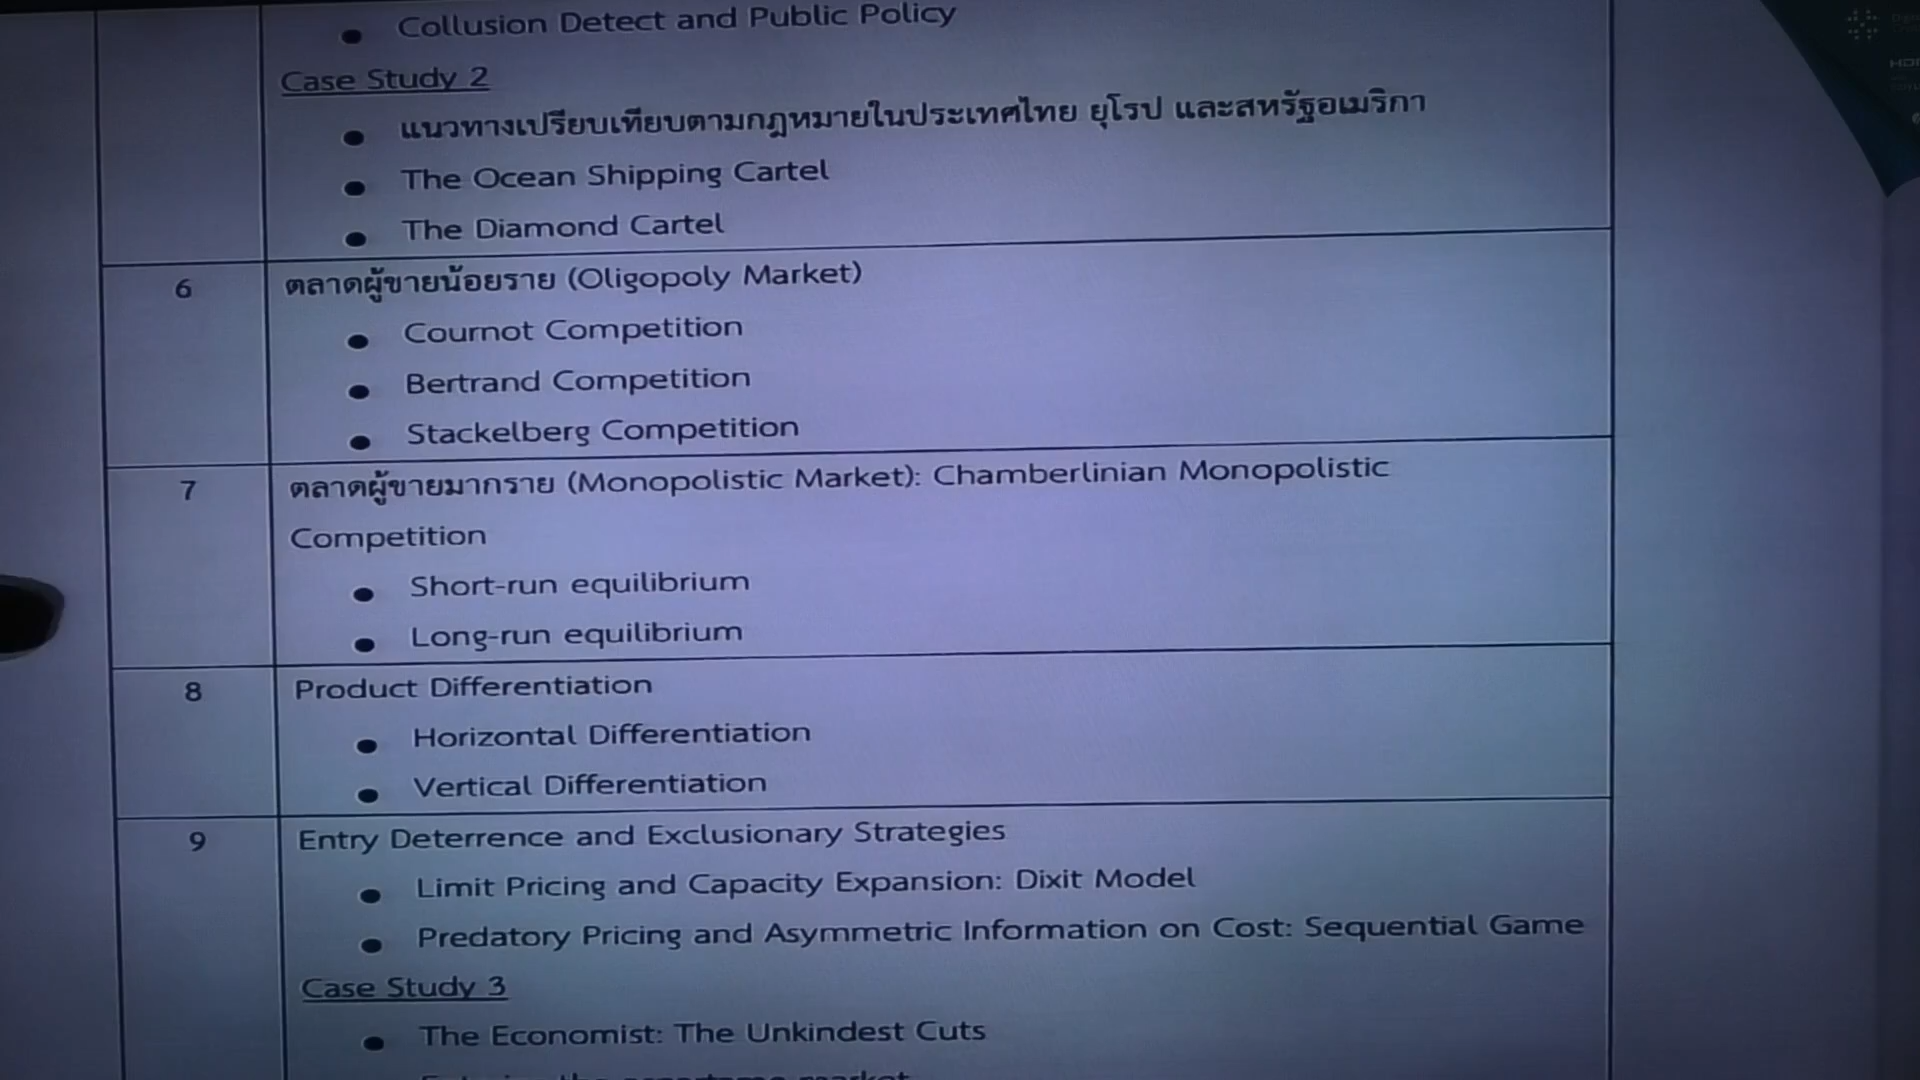 • Collusion Detect and Public Policy
Case Study 2
• แนวทางเปรียบเทียบตามกฎหมายในประเทศไทย ยุโรป และสหรัฐอเมริกา
• The Ocean Shipping Cartel
• The Diamond Cartel
6 ตลาดผู้ขายน้อยราย (Oligopoly Market)
• Cournot Competition
• Bertrand Competition
• Stackelberg Competition
7 ตลาดผู้ขายมากราย (Monopolistic Market): Chamberlinian Monopolistic
Competition
• Short-run equilibrium
• Long-run equilibrium
8 Product Differentiation
• Horizontal Differentiation
• Vertical Differentiation
9 Entry Deterrence and Exclusionary Strategies
• Limit Pricing and Capacity Expansion: Dixit Model
• Predatory Pricing and Asymmetric Information on Cost: Sequential Game
Case Study 3
• The Economist: The Unkindest Cuts
market